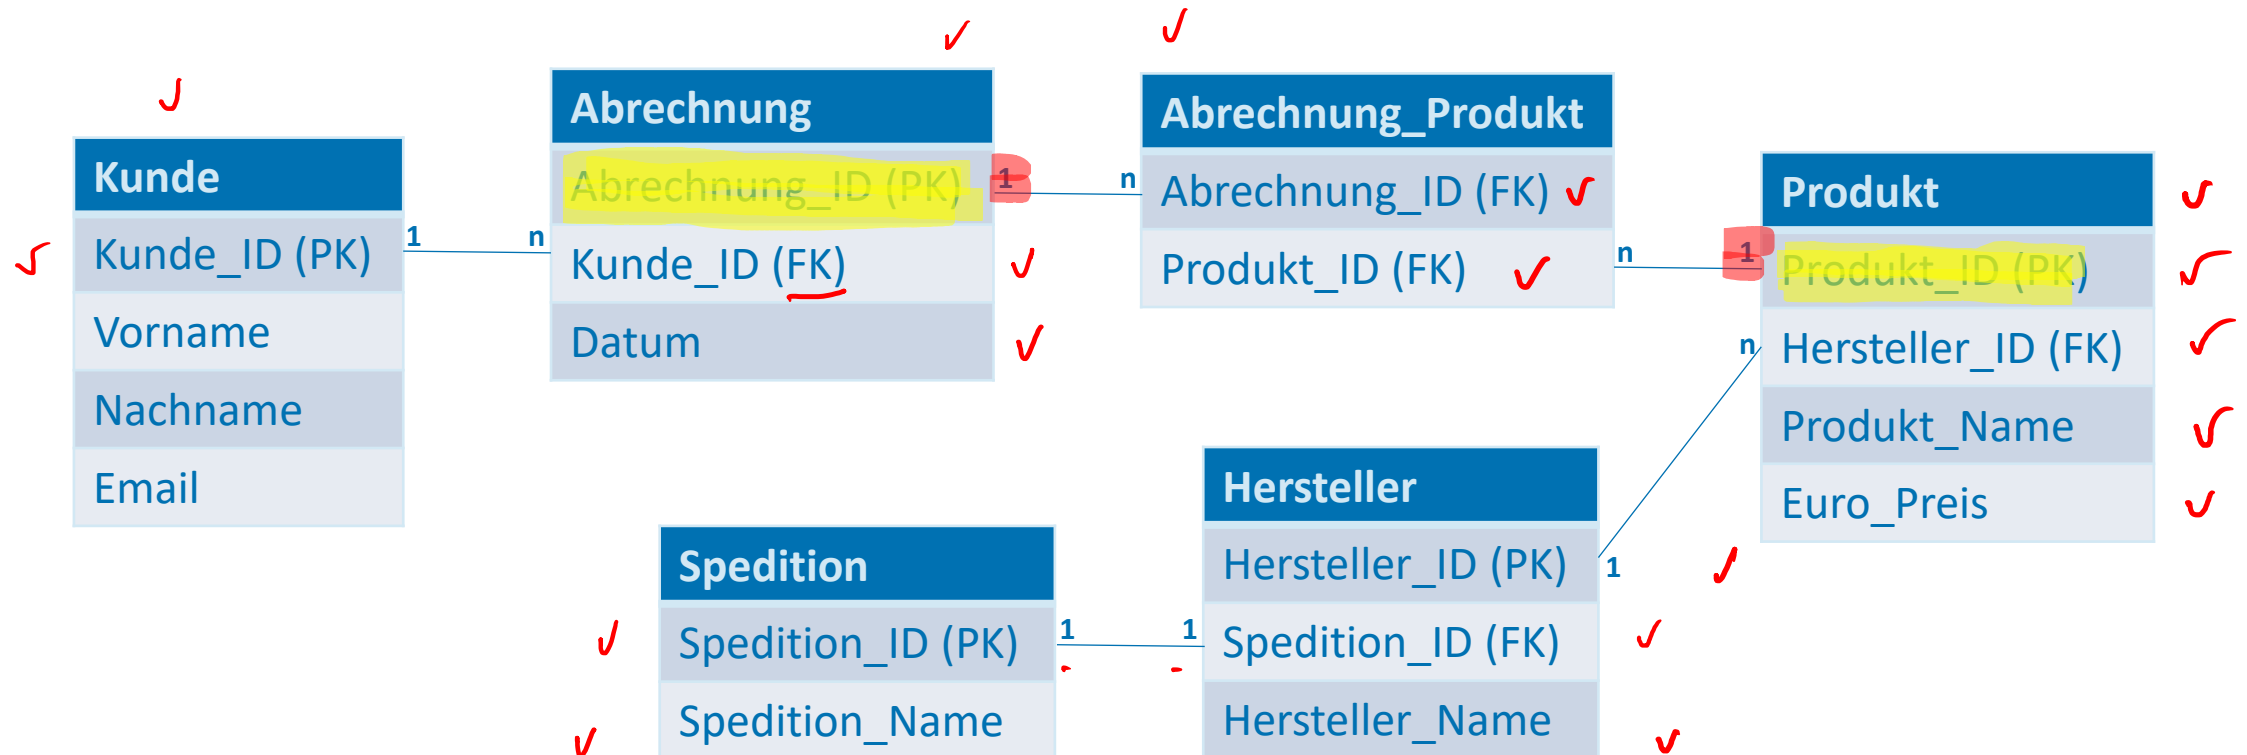 Kunde
Kunde_ID (PK)
Vorname
Nachname
Email
1
n
Abrechnung
Abrechnung_ID (PK)
Kunde_ID (FK)
Datum
1
n
Abrechnung_Produkt
Abrechnung_ID (FK)
Produkt_ID (FK)
n
1
Produkt
Produkt_ID (PK)
Hersteller_ID (FK)
Produkt_Name
Euro_Preis
n
1
Spedition
Spedition_ID (PK)
Spedition_Name
1
1
Hersteller
Hersteller_ID (PK)
Spedition_ID (FK)
Hersteller_Name